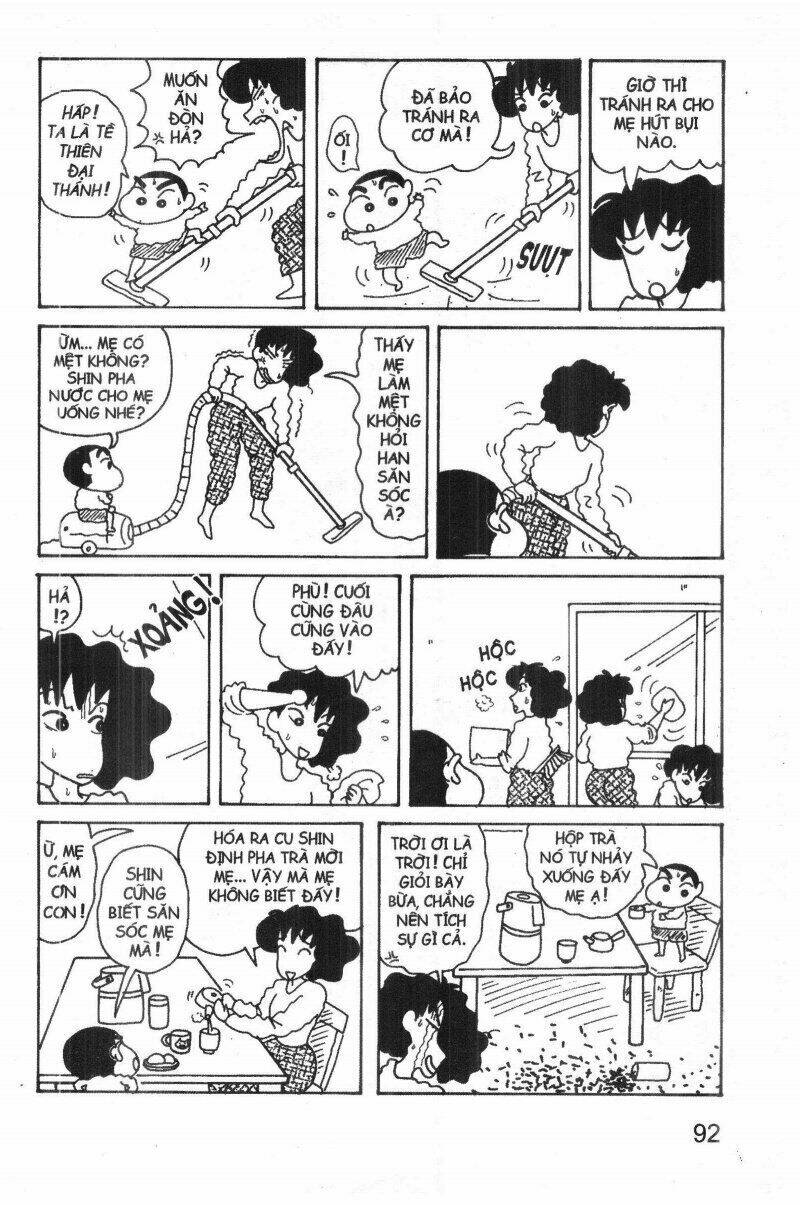 GIỜ THÌ
TRÁNH RA CHO
MẸ HÚT BỤI
NÀO.
ĐÃ BẢO
TRÁNH RA
CƠ MÀ!
ỐI
!
SUỤT
MUỐN
ĂN
ĐÒN
HẢ?
HẤP!
TA LÀ TỀ
THIÊN
ĐẠI
THÁNH!
THẤY
MẸ
LÀM
MỆT
KHÔNG
HỎI
HAN
SĂN
SÓC
À?
ỪM... MẸ CÓ
MỆT KHÔNG?
SHIN PHA
NƯỚC CHO MẸ
UỐNG NHÉ?
HỘC
HỘC
PHÙ! CUỐI
CÙNG ĐÂU
CŨNG VÀO
ĐẤY!
XOẢNG!
HẢ
!?
HỘP TRÀ
NÓ TỰ NHẢY
XUỐNG ĐẤY
MẸ Ạ!
TRỜI ƠI LÀ
TRỜI! CHỈ
GIỎI BÀY
BỪA, CHẲNG
NÊN TÍCH
SỰ GÌ CẢ.
HÓA RA CU SHIN
ĐỊNH PHA TRÀ MỜI
MẸ... VẬY MÀ MẸ
KHÔNG BIẾT ĐẤY!
SHIN
CŨNG
BIẾT SĂN
SÓC MẸ
MÀ!
Ừ, MẸ
CÁM
ƠN
CON!
92